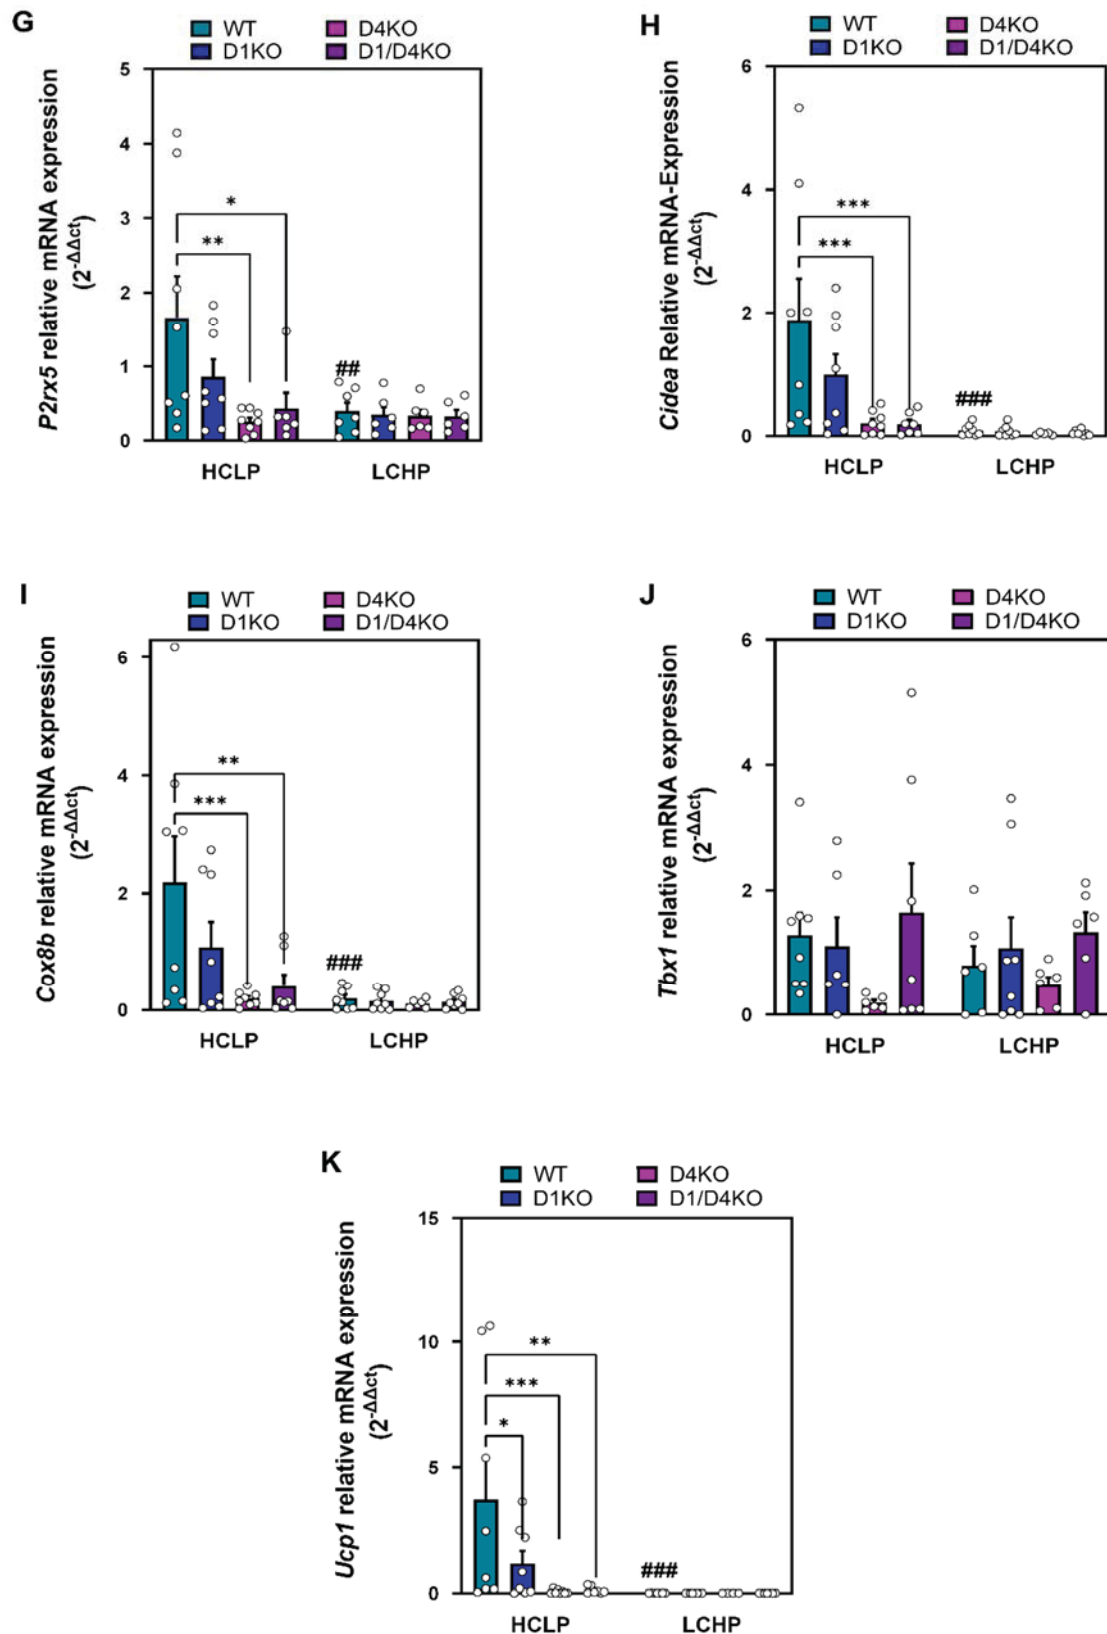 G
WT
D4KO
D1KO
D1/D4KO
P2rx5 relative mRNA expression
(2^-ΔΔct)
5
4
3
2
1
0
*
**
##
HCLP
LCHP
H
WT
D4KO
D1KO
D1/D4KO
Cidea Relative mRNA-Expression
(2^-ΔΔct)
6
4
2
0
***
***
###
HCLP
LCHP
I
WT
D4KO
D1KO
D1/D4KO
Cox8b relative mRNA expression
(2^-ΔΔct)
6
4
2
0
**
***
###
HCLP
LCHP
J
WT
D4KO
D1KO
D1/D4KO
Tbx1 relative mRNA expression
(2^-ΔΔct)
6
4
2
0
HCLP
LCHP
K
WT
D4KO
D1KO
D1/D4KO
Ucp1 relative mRNA expression
(2^-ΔΔct)
15
10
5
0
**
***
*
###
HCLP
LCHP